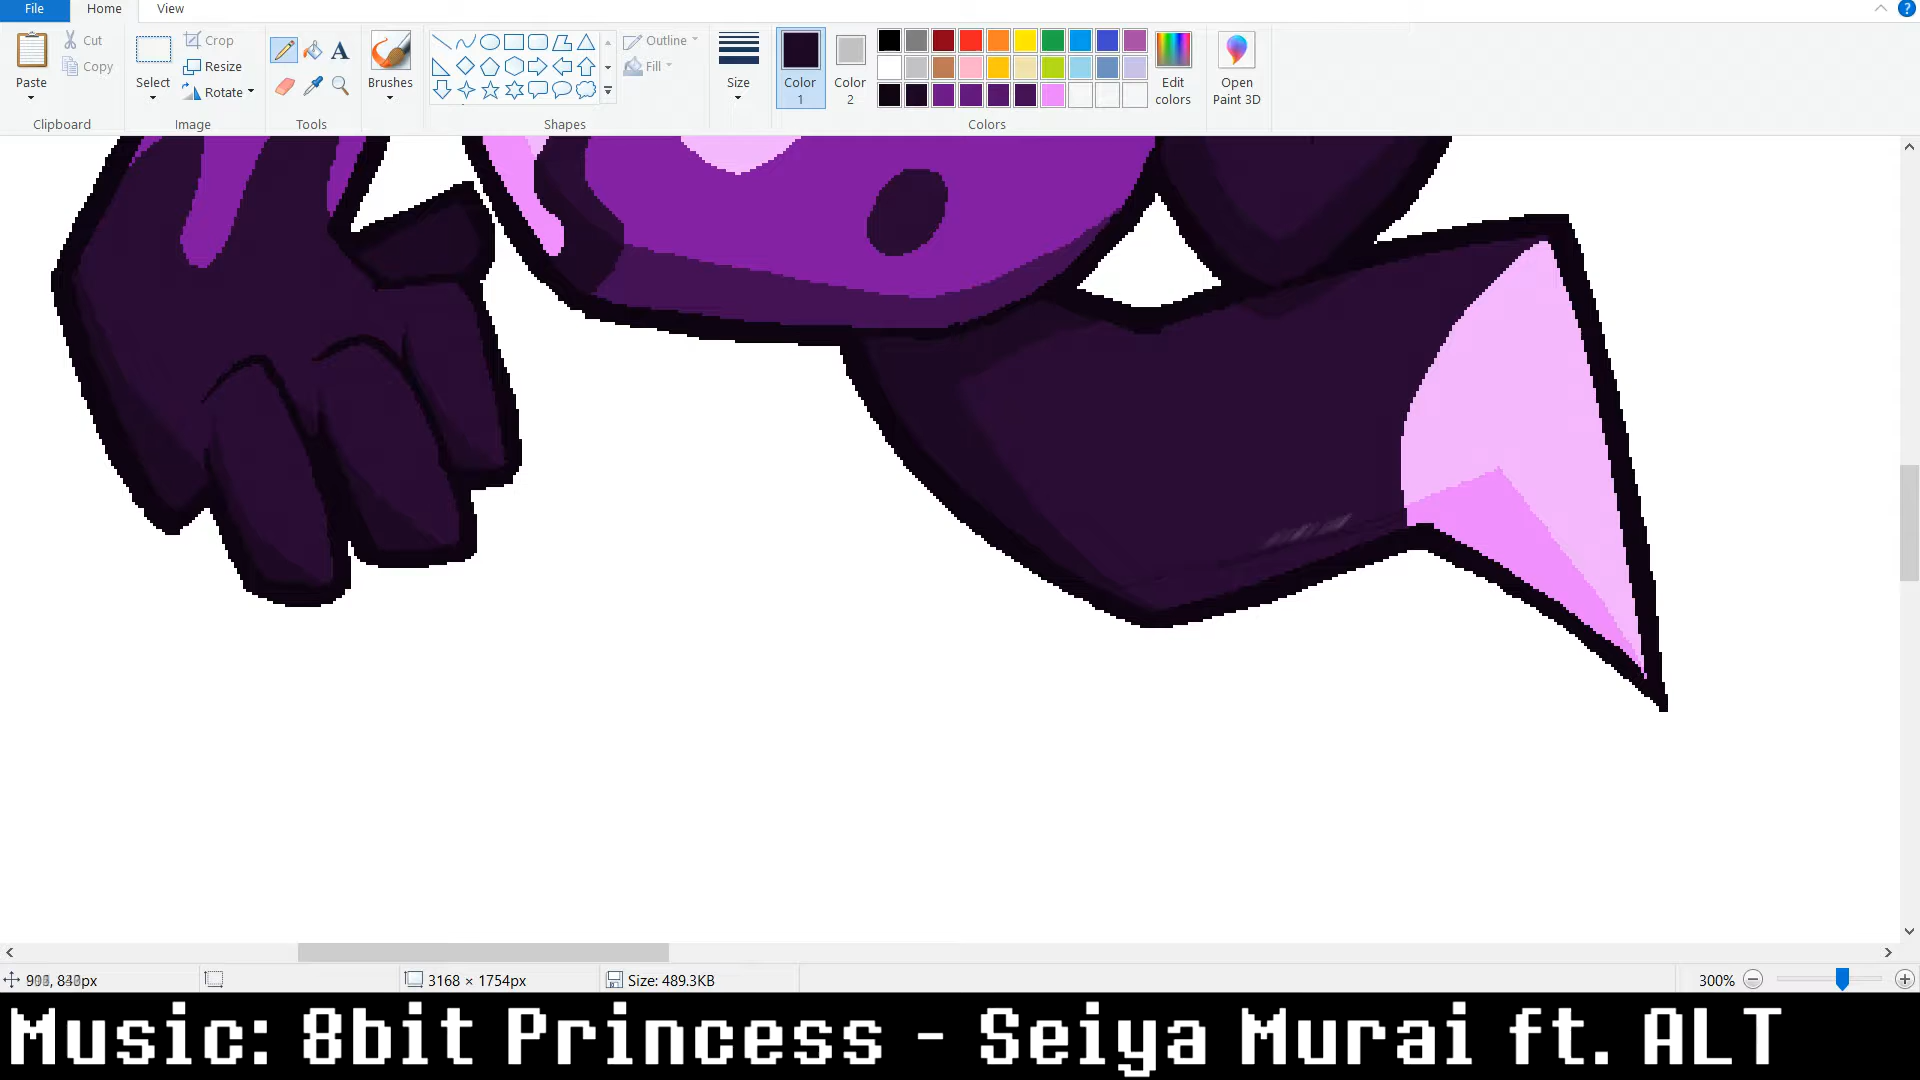 File Home View
Cut
Copy
Paste
Clipboard
Crop
Resize
Rotate
Select
Image
Tools
Brushes
Shapes
Outline
Fill
Size
Color 1
Color 2
Edit colors
Open Paint 3D
Colors
3168 × 1754px
Size: 489.3KB
300%
Music: 8bit Princess - Seiya Murai ft. ALT